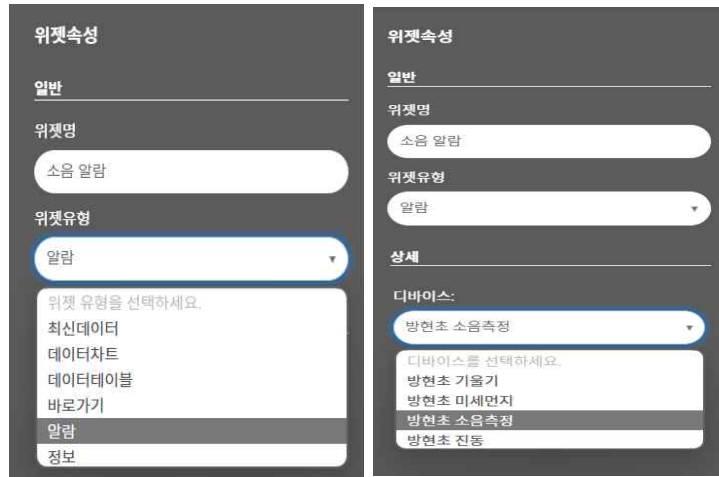 위젯속성
일반
위젯명
소음 알람
위젯유형
알람
위젯 유형을 선택하세요.
최신데이터
데이터차트
데이터테이블
바로가기
알람
정보
위젯속성
일반
위젯명
소음 알람
위젯유형
알람
상세
디바이스:
방현초 소음측정
디바이스를 선택하세요.
방현초 기울기
방현초 미세먼지
방현초 소음측정
방현초 진동